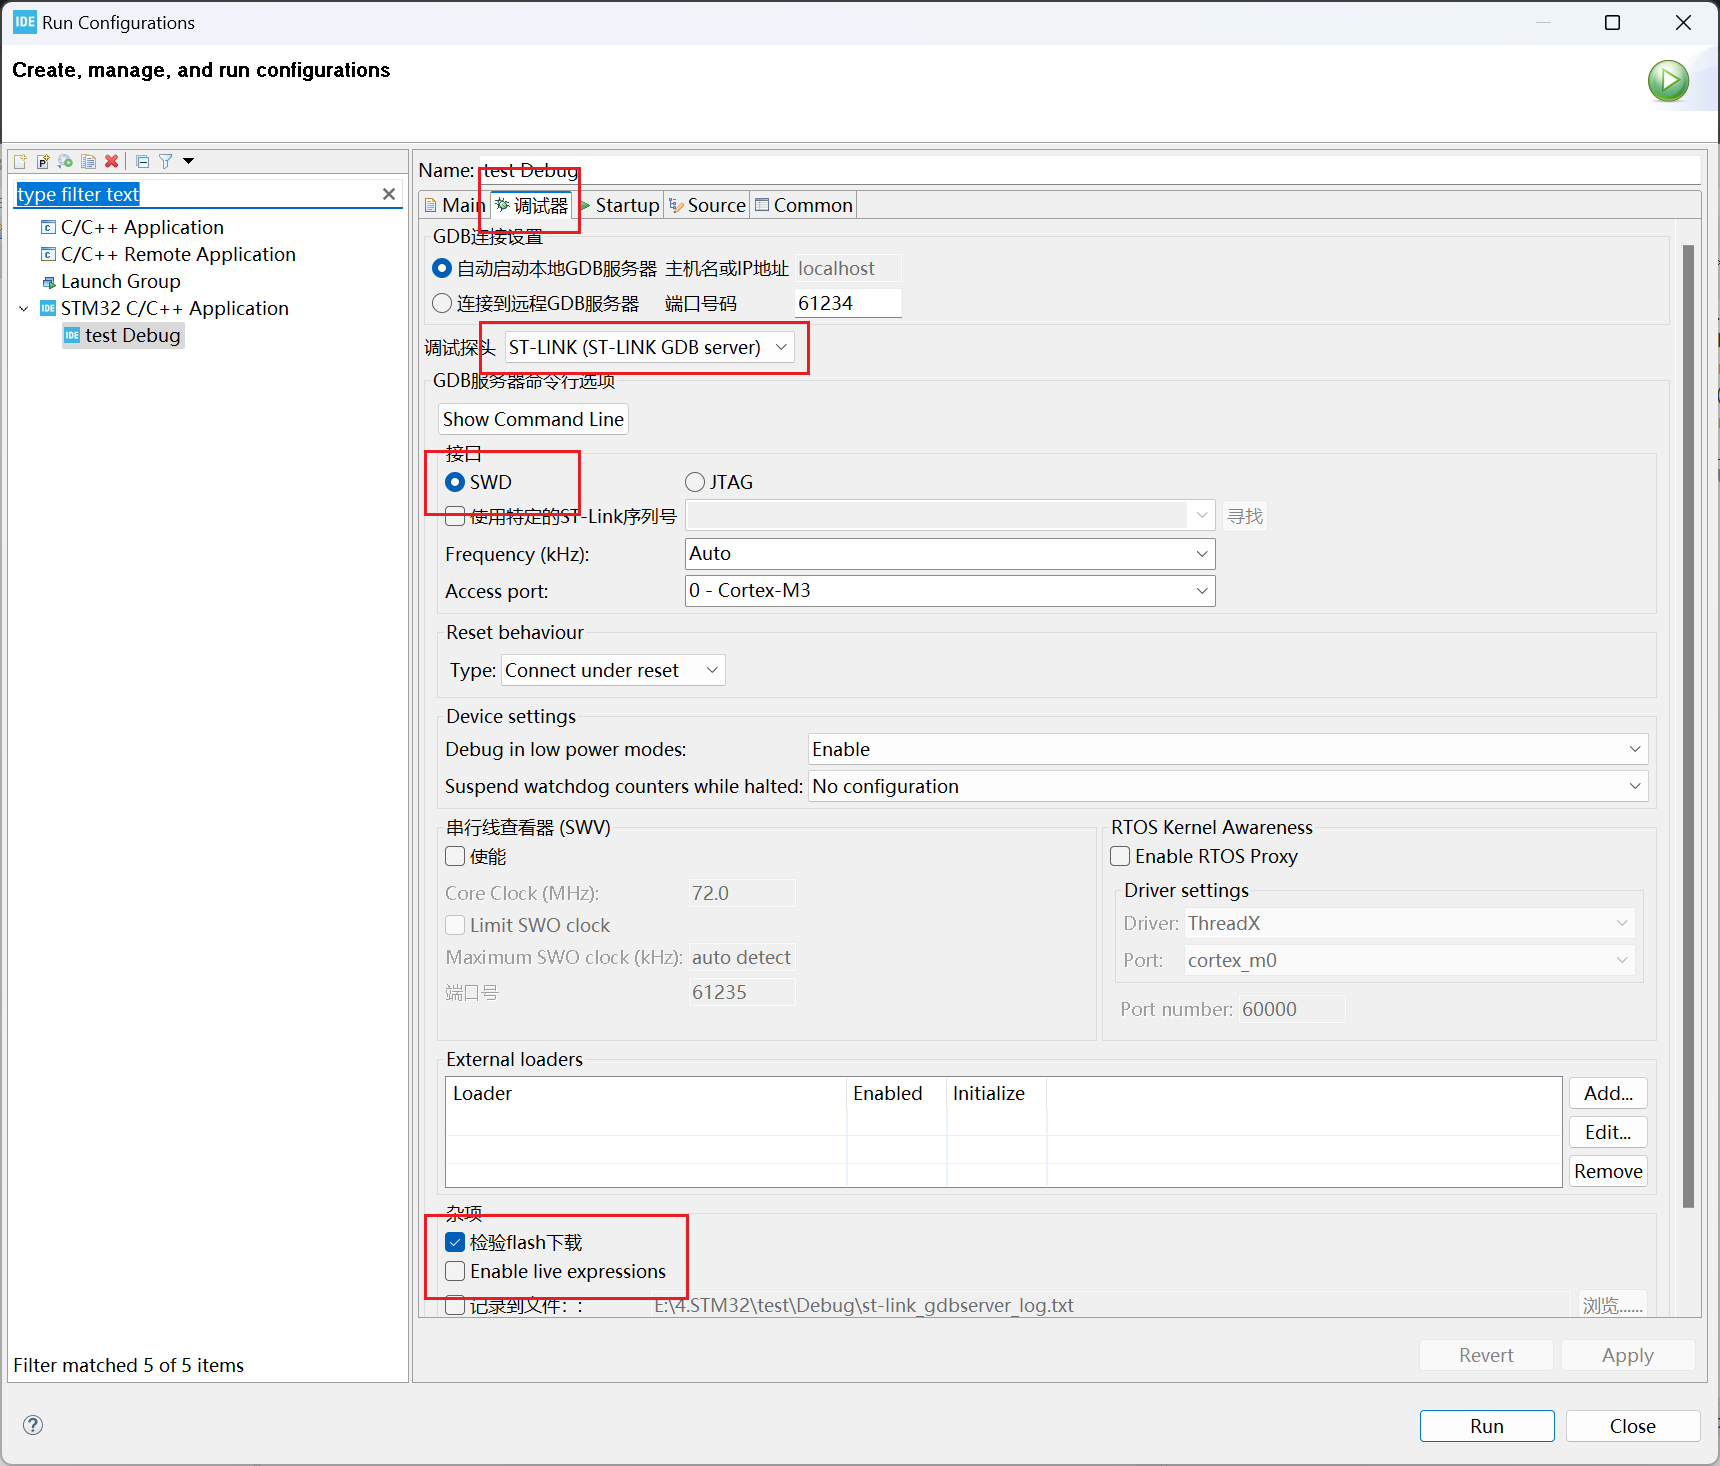 IDE Run Configurations
Create, manage, and run configurations
type filter text
C/C++ Application
C/C++ Remote Application
Launch Group
IDE STM32 C/C++ Application
IDE test Debug
Filter matched 5 of 5 items
Name: test Debug
Main 调试器 Startup Source Common
GDB连接设置
自动启动本地GDB服务器 主机名或IP地址 localhost
连接到远程GDB服务器 端口号码 61234
调试探头 ST-LINK (ST-LINK GDB server)
GDB服务器命令行选项
Show Command Line
接口
SWD JTAG
使用特定的ST-Link序列号 寻找
Frequency (kHz): Auto
Access port: 0 - Cortex-M3
Reset behaviour
Type: Connect under reset
Device settings
Debug in low power modes: Enable
Suspend watchdog counters while halted: No configuration
串行线查看器 (SWV)
使能
Core Clock (MHz): 72.0
Limit SWO clock
Maximum SWO clock (kHz): auto detect
端口号 61235
RTOS Kernel Awareness
Enable RTOS Proxy
Driver settings
Driver: ThreadX
Port: cortex_m0
Port number: 60000
External loaders
Loader Enabled Initialize
Add...
Edit...
Remove
杂项
检验flash下载
Enable live expressions
记录到文件：: E:\4.STM32\test\Debug\st-link_gdbserver_log.txt 浏览......
Revert Apply
Run Close